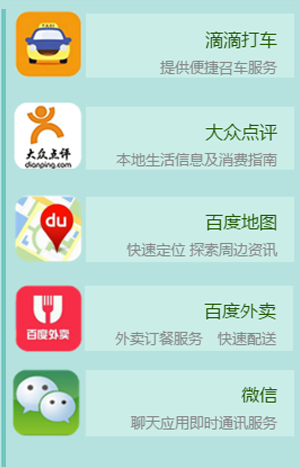 滴滴打车
提供便捷召车服务
大众点评
dianping.com
大众点评
本地生活信息及消费指南
du
百度地图
快速定位 探索周边资讯
百度外卖
百度外卖
外卖订餐服务 快速配送
微信
聊天应用即时通讯服务